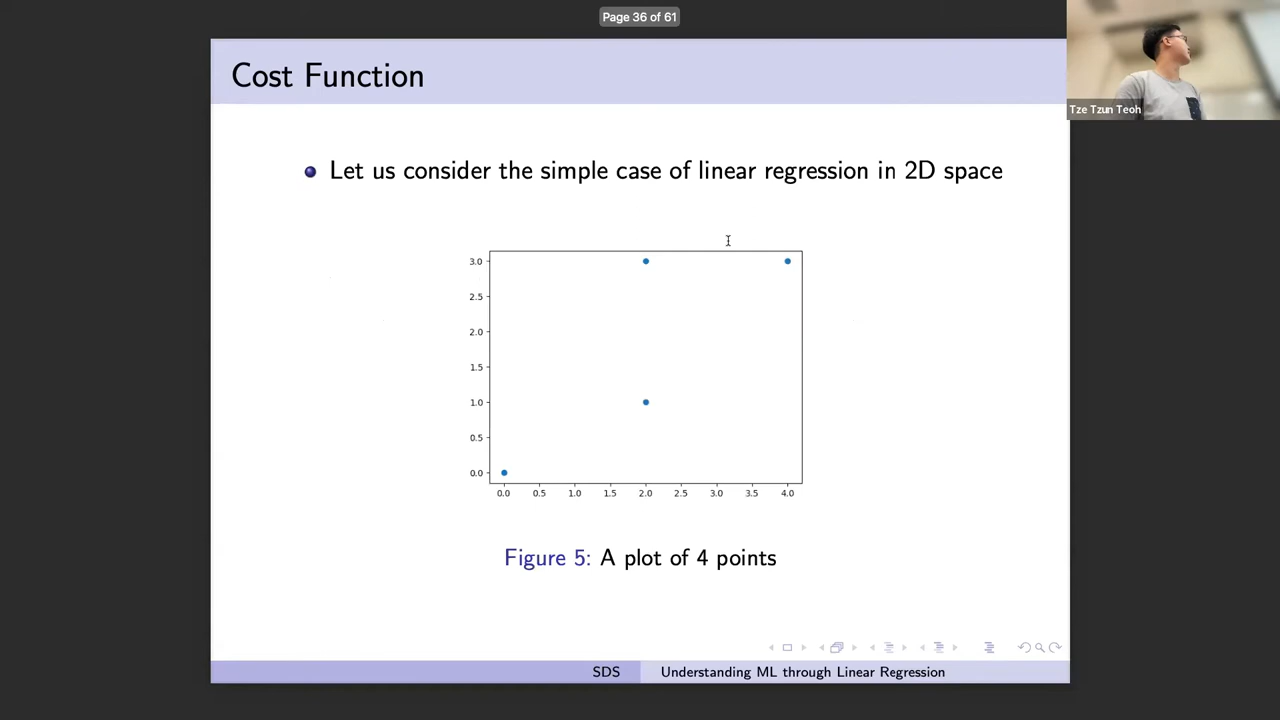 Page 36 of 61
Cost Function
Tze Tzun Teoh
Let us consider the simple case of linear regression in 2D space
3.0
2.5
2.0
1.5
1.0
0.5
0.0
0.0 0.5 1.0 1.5 2.0 2.5 3.0 3.5 4.0
Figure 5: A plot of 4 points
SDS Understanding ML through Linear Regression